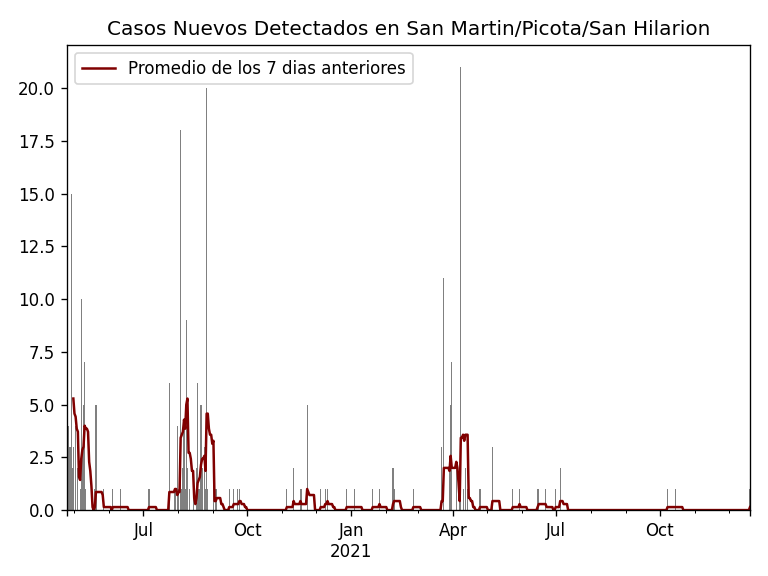 Casos Nuevos Detectados en San Martin/Picota/San Hilarion
Promedio de los 7 dias anteriores
20.0
17.5
15.0
12.5
10.0
7.5
5.0
2.5
0.0
Jul
Oct
Jan
2021
Apr
Jul
Oct